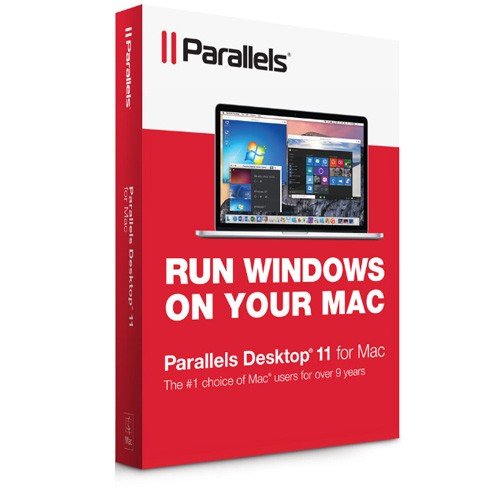 Parallels®
RUN WINDOWS
ON YOUR MAC
Parallels Desktop® 11 for Mac
The #1 choice of Mac® users for over 9 years
Parallels®
Parallels Desktop® 11
for Mac